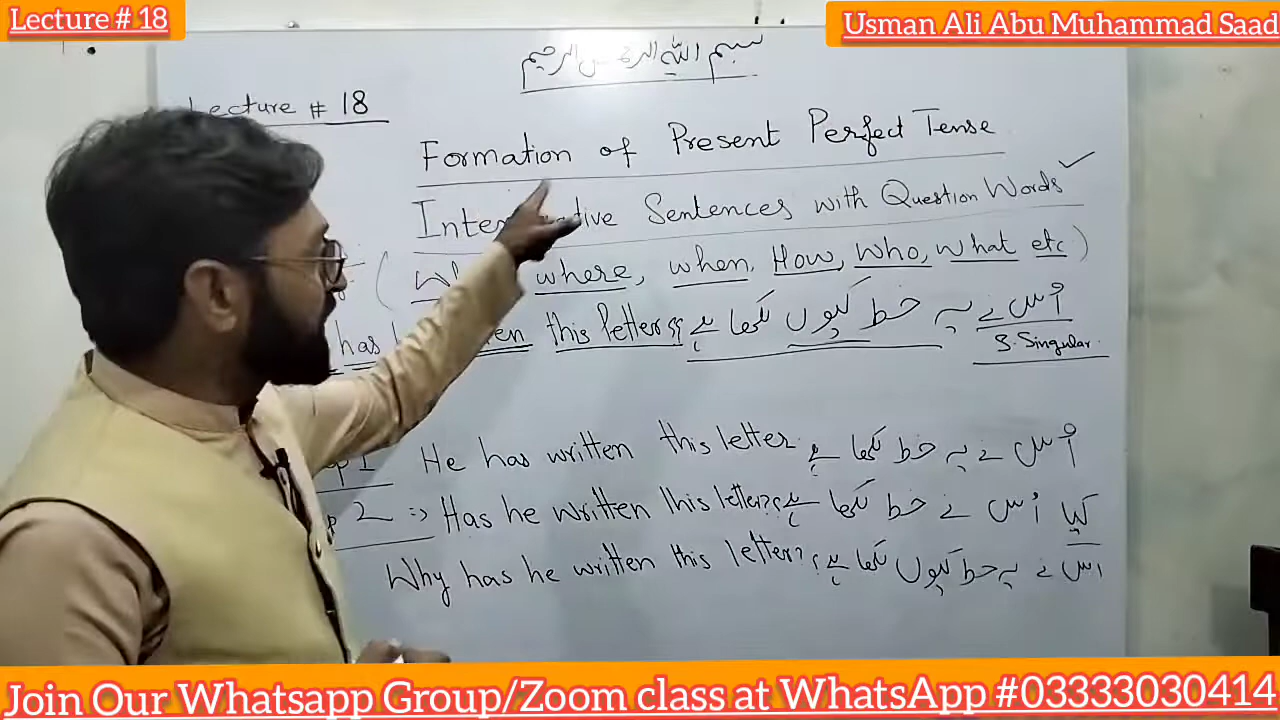 Lecture # 18
Usman Ali Abu Muhammad Saad
بسم اللہ الرحمن الرحیم
Lecture # 18
Formation of Present Perfect Tense
Interrogative Sentences with Question Words
( where, when, How, Who, what etc )
has written this letter? اُس نے یہ خط کیوں لکھا ہے؟
S. Singular.
He has written this letter. اُس نے یہ خط لکھا ہے
2 => Has he written this letter? کیا اُس نے خط لکھا ہے؟
Why has he written this letter? اس نے یہ خط کیوں لکھا ہے؟
Join Our Whatsapp Group/Zoom class at WhatsApp #03333030414